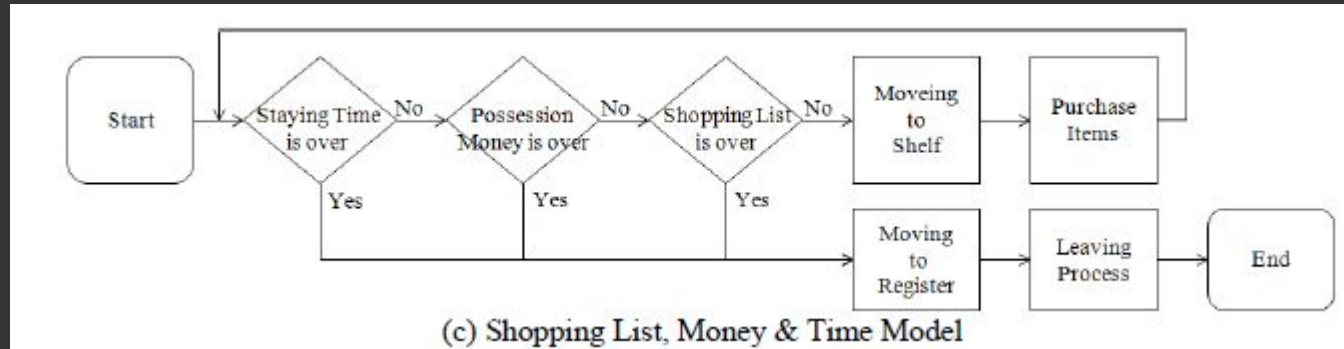 Start
Staying Time
is over
No
Possession
Money is over
No
Shopping List
is over
No
Moveing
to
Shelf
Purchase
Items
Yes
Yes
Yes
Moving
to
Register
Leaving
Process
End
(c) Shopping List, Money & Time Model